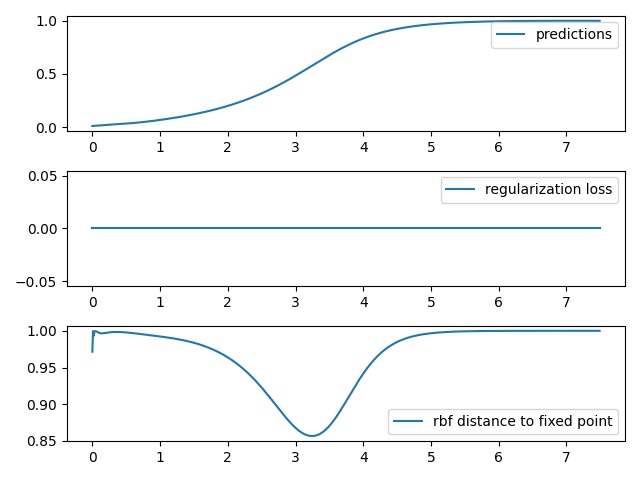 1.0
predictions
0.5
0.0
0 1 2 3 4 5 6 7
0.05
regularization loss
0.00
−0.05
0 1 2 3 4 5 6 7
1.00
0.95
0.90
rbf distance to fixed point
0.85
0 1 2 3 4 5 6 7